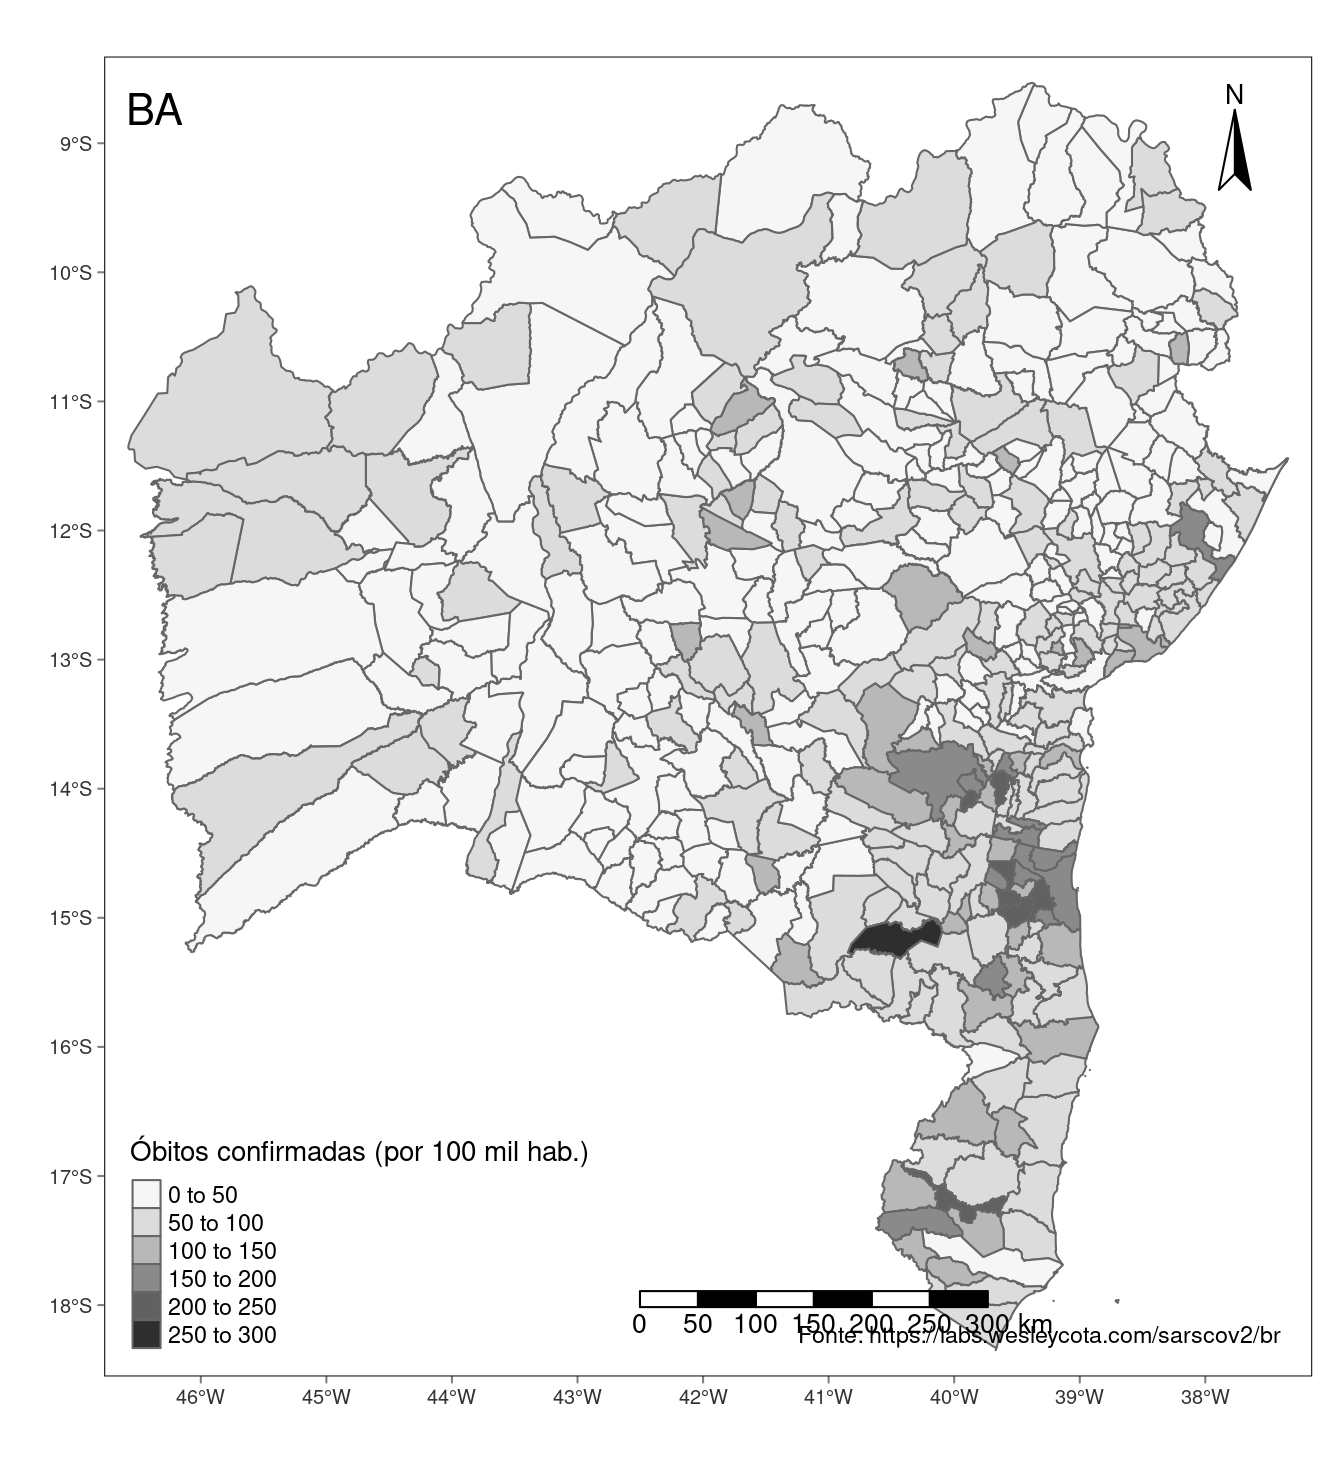 BA
N
9°S
10°S
11°S
12°S
13°S
14°S
15°S
16°S
17°S
18°S
Óbitos confirmadas (por 100 mil hab.)
0 to 50
50 to 100
100 to 150
150 to 200
200 to 250
250 to 300
0 50 100 150 200 250 300 km
Fonte: https://labs.wesleycota.com/sarscov2/br
46°W 45°W 44°W 43°W 42°W 41°W 40°W 39°W 38°W